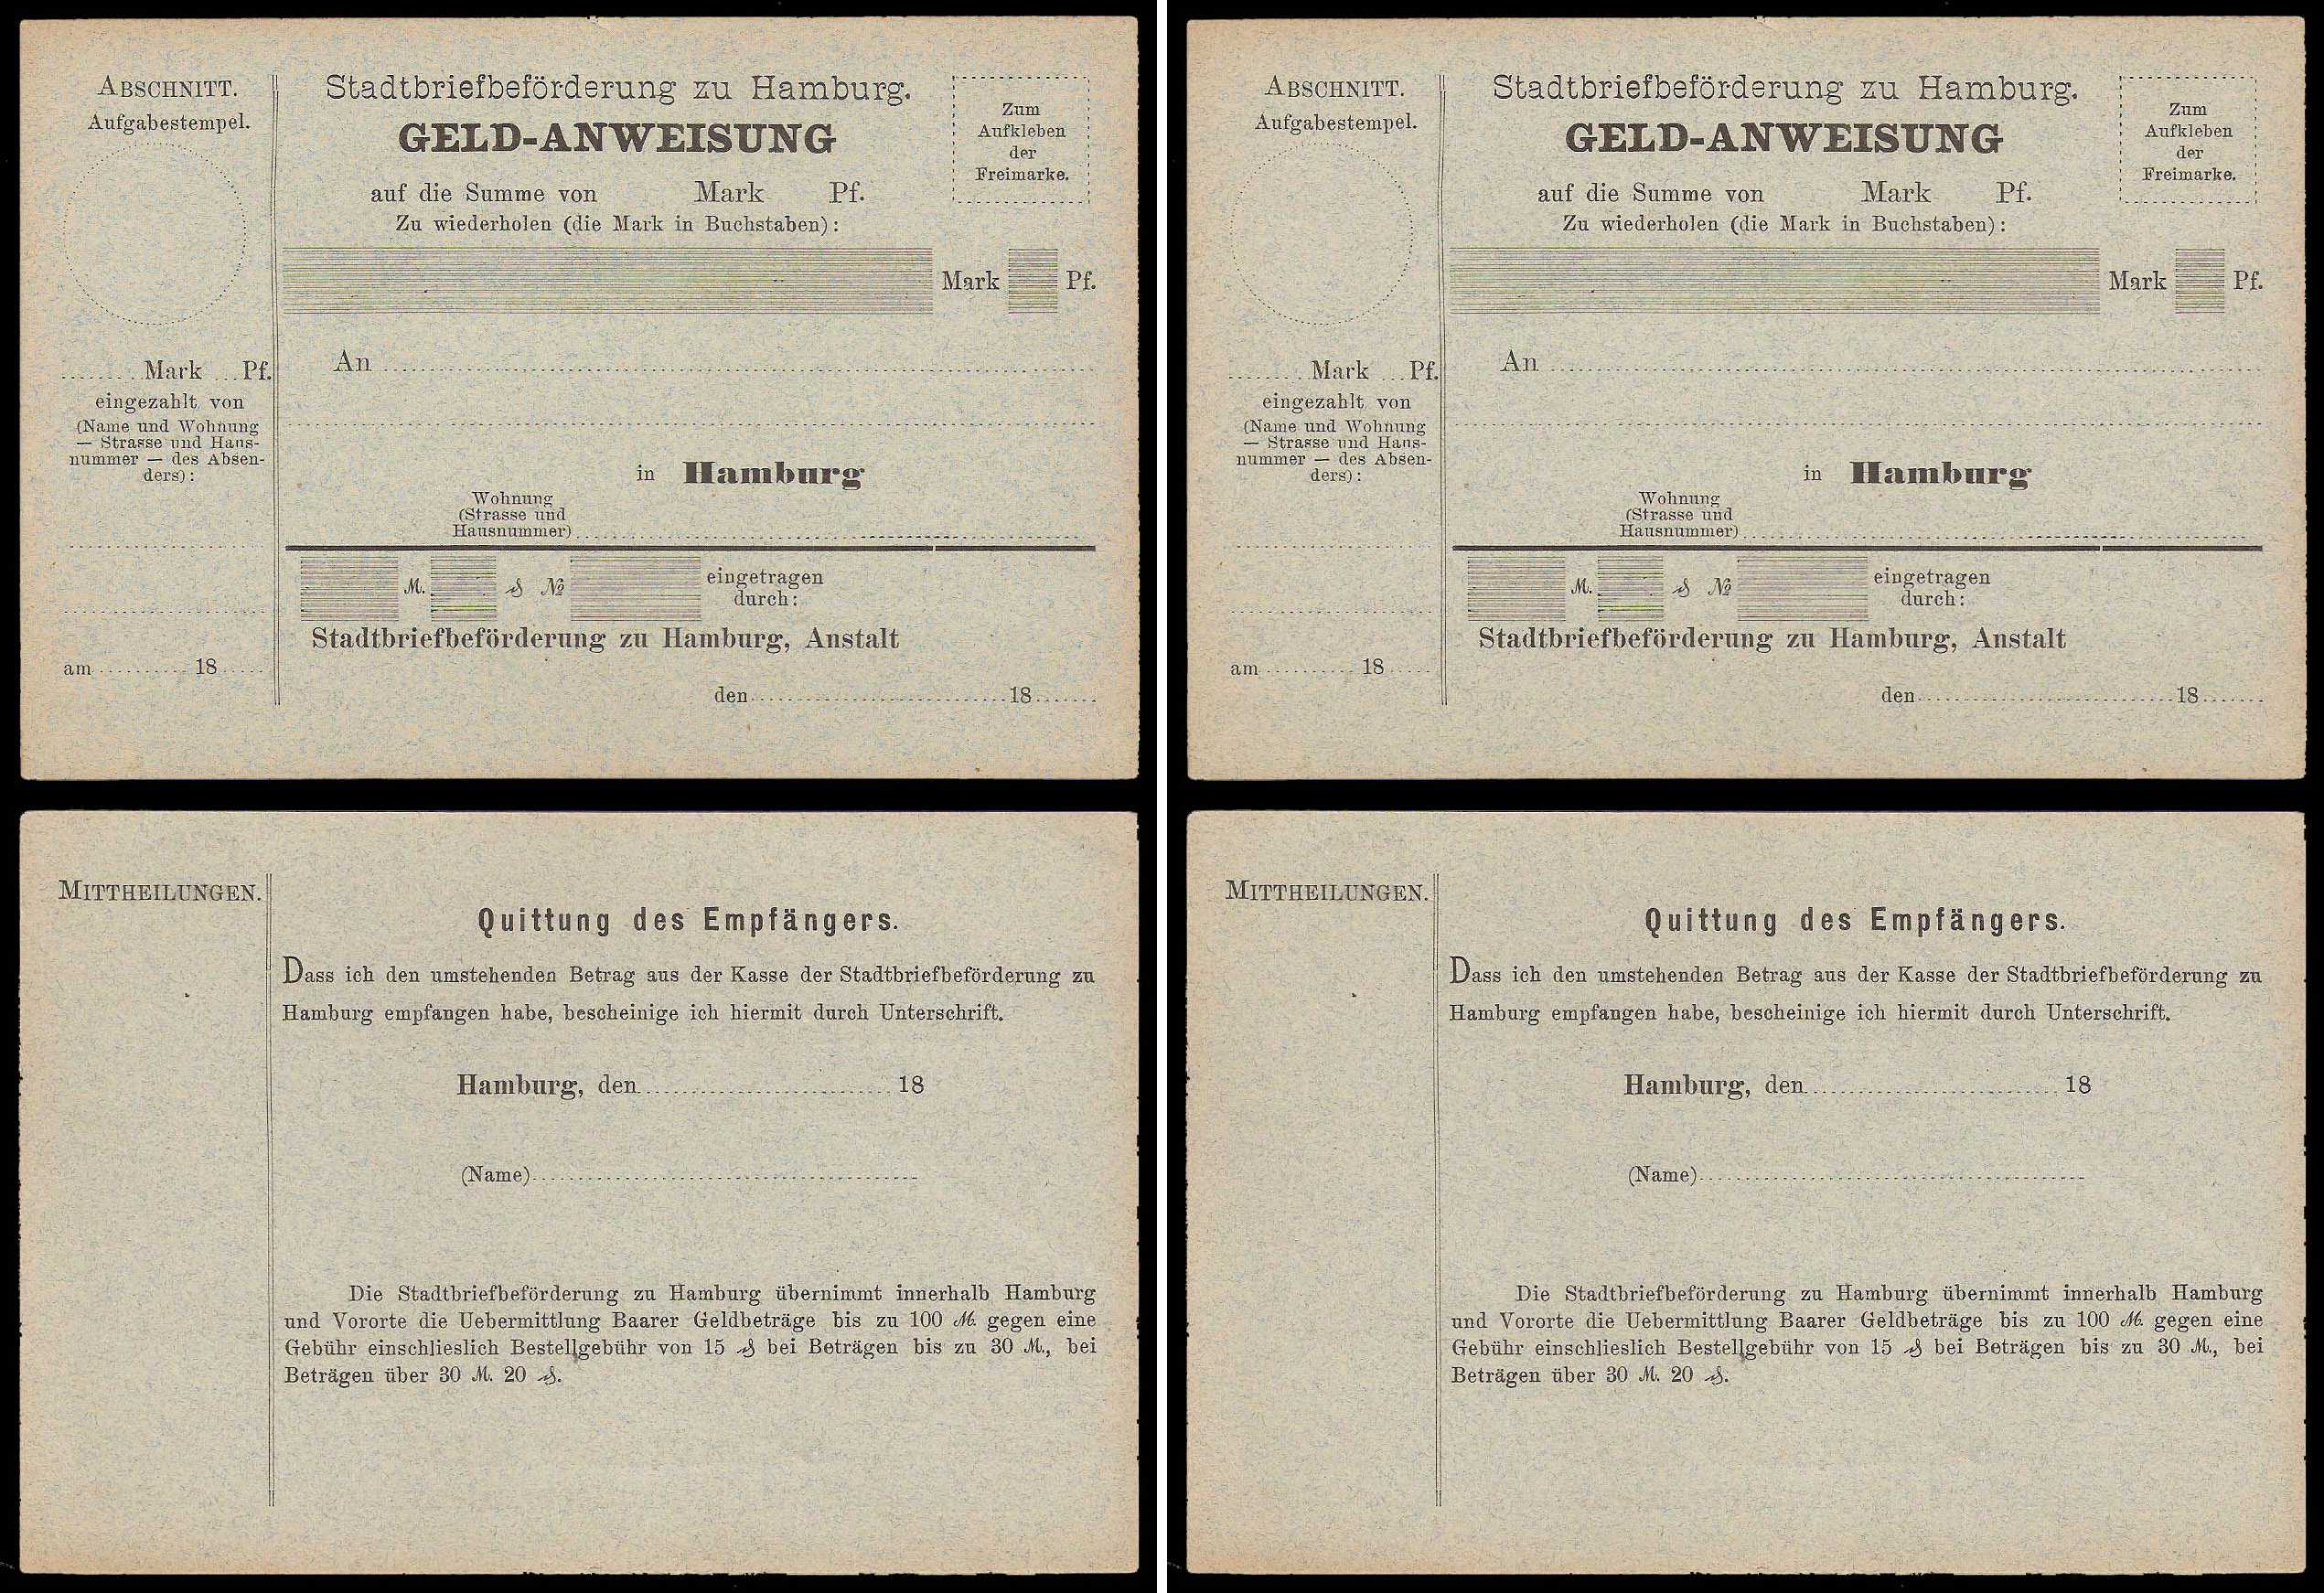 ABSCHNITT.
Aufgabestempel.
Mark Pf.
eingezahlt von
(Name und Wohnung
— Strasse und Haus-
nummer — des Absen-
ders):
am 18
Stadtbriefbeförderung zu Hamburg.
GELD-ANWEISUNG
auf die Summe von Mark Pf.
Zu wiederholen (die Mark in Buchstaben):
Zum
Aufkleben
der
Freimarke.
Mark Pf.
An
in Hamburg
Wohnung
(Strasse und
Hausnummer)
M. ₰ № eingetragen
durch:
Stadtbriefbeförderung zu Hamburg, Anstalt
den 18
ABSCHNITT.
Aufgabestempel.
Mark Pf.
eingezahlt von
(Name und Wohnung
— Strasse und Haus-
nummer — des Absen-
ders):
am 18
Stadtbriefbeförderung zu Hamburg.
GELD-ANWEISUNG
auf die Summe von Mark Pf.
Zu wiederholen (die Mark in Buchstaben):
Zum
Aufkleben
der
Freimarke.
Mark Pf.
An
in Hamburg
Wohnung
(Strasse und
Hausnummer)
M. ₰ № eingetragen
durch:
Stadtbriefbeförderung zu Hamburg, Anstalt
den 18
MITTHEILUNGEN.
Quittung des Empfängers.
Dass ich den umstehenden Betrag aus der Kasse der Stadtbriefbeförderung zu
Hamburg empfangen habe, bescheinige ich hiermit durch Unterschrift.
Hamburg, den 18
(Name)
Die Stadtbriefbeförderung zu Hamburg übernimmt innerhalb Hamburg
und Vororte die Uebermittlung Baarer Geldbeträge bis zu 100 M. gegen eine
Gebühr einschlieslich Bestellgebühr von 15 ₰ bei Beträgen bis zu 30 M., bei
Beträgen über 30 M. 20 ₰.
MITTHEILUNGEN.
Quittung des Empfängers.
Dass ich den umstehenden Betrag aus der Kasse der Stadtbriefbeförderung zu
Hamburg empfangen habe, bescheinige ich hiermit durch Unterschrift.
Hamburg, den 18
(Name)
Die Stadtbriefbeförderung zu Hamburg übernimmt innerhalb Hamburg
und Vororte die Uebermittlung Baarer Geldbeträge bis zu 100 M. gegen eine
Gebühr einschlieslich Bestellgebühr von 15 ₰ bei Beträgen bis zu 30 M., bei
Beträgen über 30 M. 20 ₰.